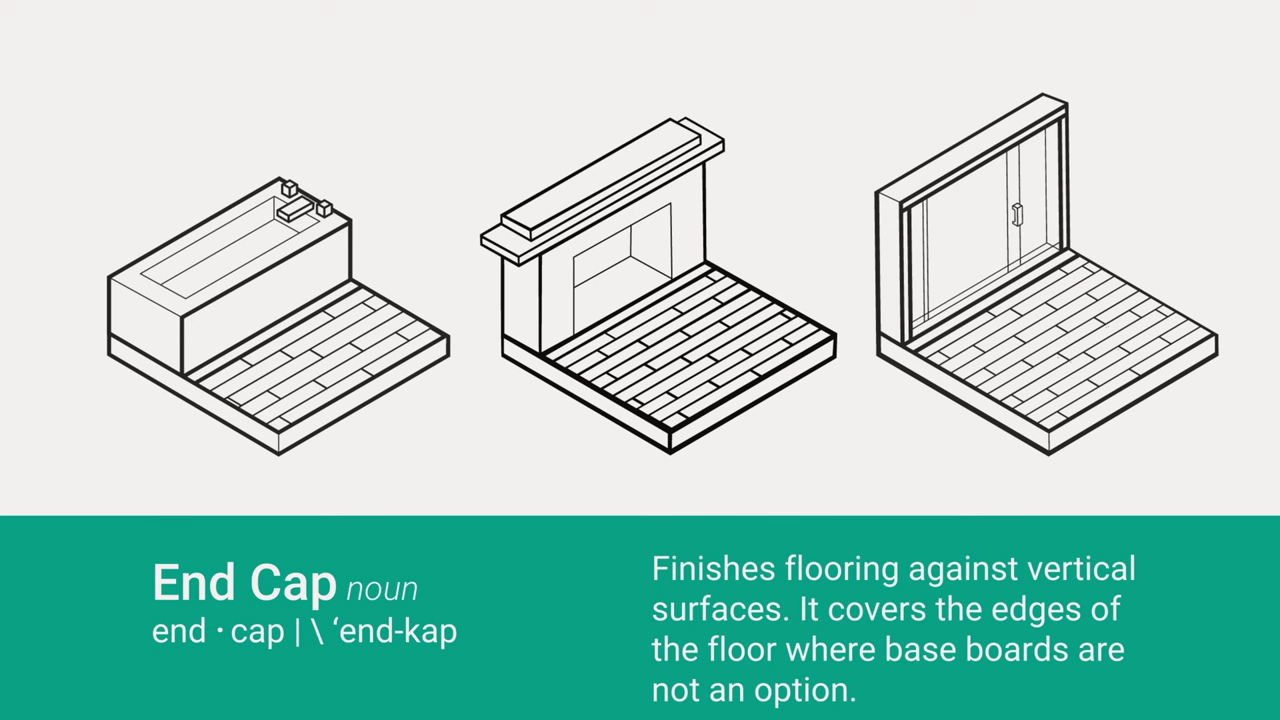 End Cap noun
end · cap | \ ‘end-kap
Finishes flooring against vertical
surfaces. It covers the edges of
the floor where base boards are
not an option.